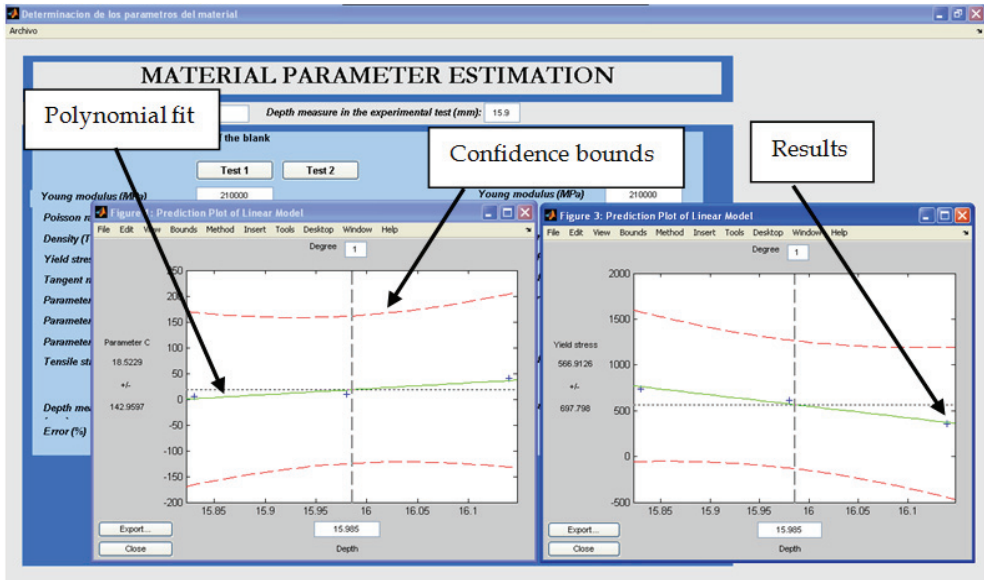 Determinacion de los parametros del material
Archivo
MATERIAL PARAMETER ESTIMATION
Polynomial fit
Depth measure in the experimental test (mm): 15.9
the blank
Confidence bounds
Results
Test 1 Test 2
Young modulus (MPa) 210000
Young modulus (MPa) 210000
Poisson
Density (T
Yield
Tangent
Parameter
Parameter
Parameter
Tensile
Depth
Error (%)
Prediction Plot of Linear Model
File Edit View Bounds Method Insert Tools Desktop Window Help
Degree 1
250
200
150
100
50
0
-50
-100
-150
-200
Parameter C
18.5229
+/-
142.9597
15.85 15.9 15.95 16 16.05 16.1
Export... 15.985
Close Depth
Figure 3: Prediction Plot of Linear Model
File Edit View Bounds Method Insert Tools Desktop Window Help
Degree 1
2000
1500
1000
500
0
-500
Yield stress
566.9126
+/-
697.798
15.85 15.9 15.95 16 16.05 16.1
Export... 15.985
Close Depth